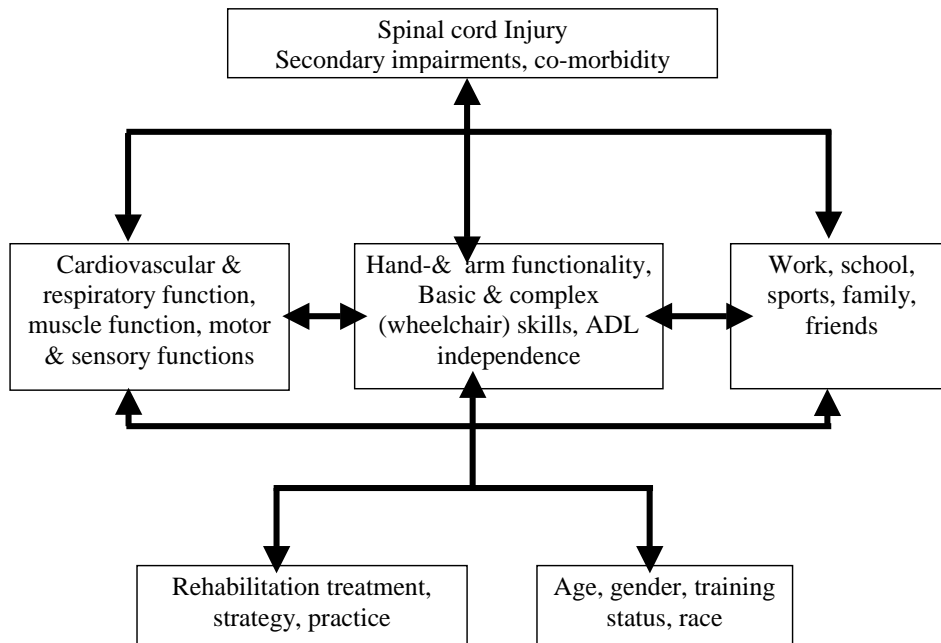 Spinal cord Injury
Secondary impairments, co-morbidity
Cardiovascular &
respiratory function,
muscle function, motor
& sensory functions
Hand-& arm functionality,
Basic & complex
(wheelchair) skills, ADL
independence
Work, school,
sports, family,
friends
Rehabilitation treatment,
strategy, practice
Age, gender, training
status, race